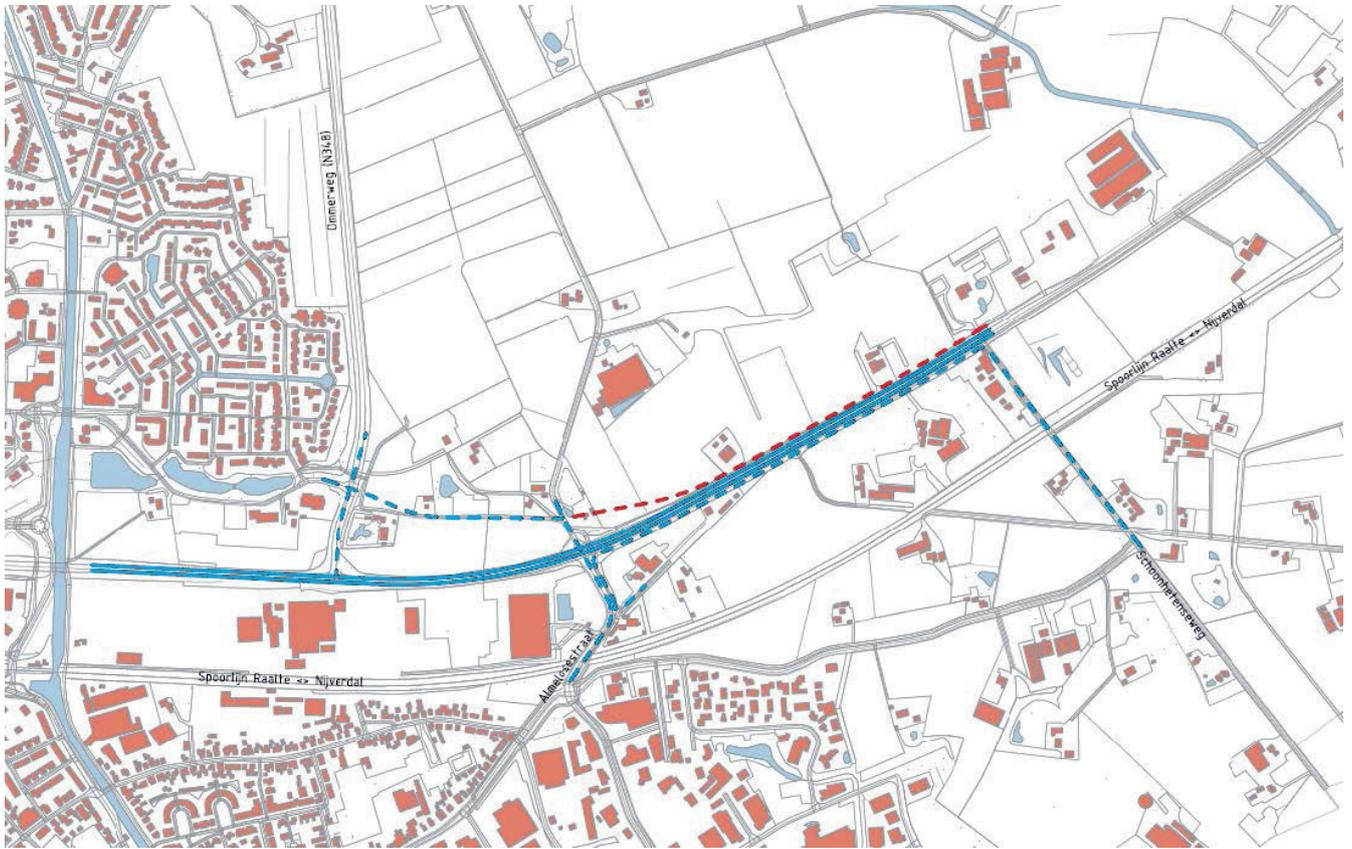 Ommerweg (N348)
Spoorlijn Raalte <-> Nijverdal
Spoorlijn Raalte <-> Nijverdal
Almelosestraat
Schoonhetenseweg